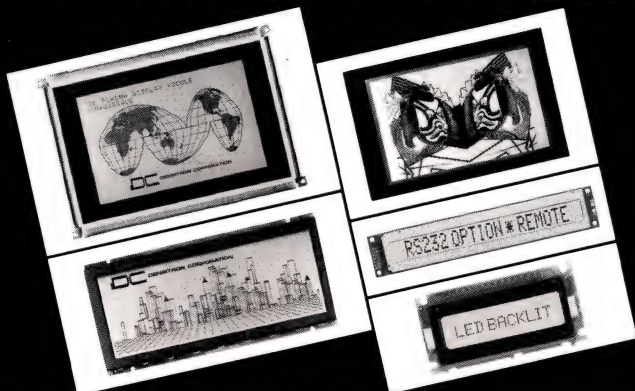 DC DENSITRON CORPORATION
DC DENSITRON CORPORATION
RS232 OPTION * REMOTE
LED BACKLIT